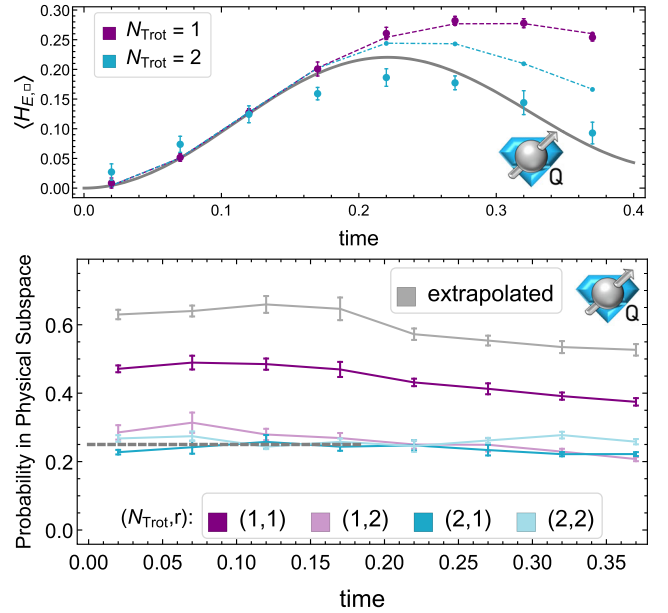 ⟨H_E,□⟩
0.30
0.25
0.20
0.15
0.10
0.05
0.00
N_Trot = 1
N_Trot = 2
Q
0.0 0.1 0.2 0.3 0.4
time
Probability in Physical Subspace
0.6
0.4
0.2
0.0
extrapolated
Q
(N_Trot,r): (1,1) (1,2) (2,1) (2,2)
0.00 0.05 0.10 0.15 0.20 0.25 0.30 0.35
time